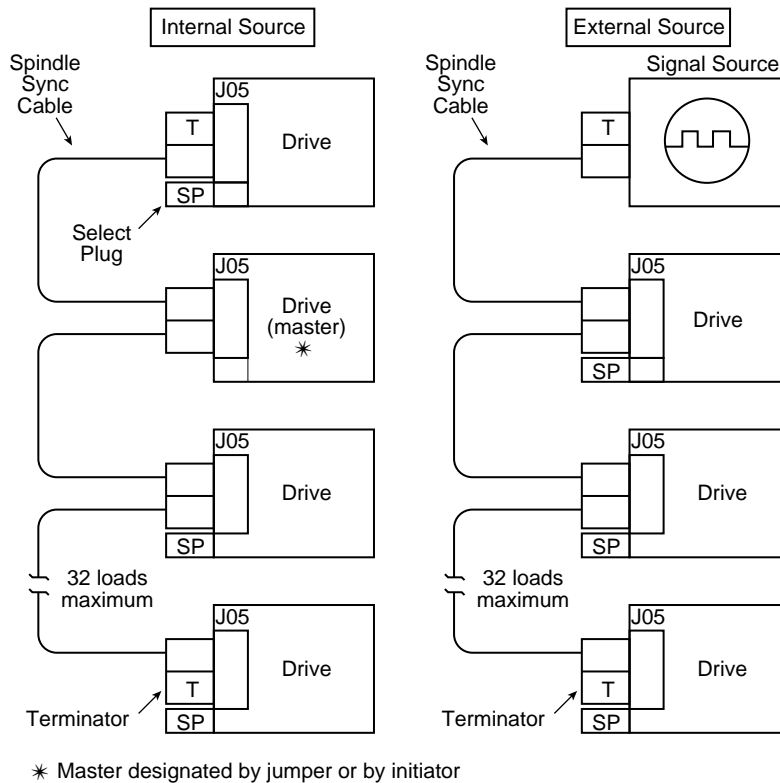 Internal Source
Spindle
Sync
Cable
J05
T
Drive
SP
Select
Plug
J05
Drive
(master)
✳
J05
Drive
SP
32 loads
maximum
J05
Drive
T
Terminator
SP
External Source
Spindle
Sync
Cable
Signal Source
T
J05
Drive
SP
J05
Drive
SP
32 loads
maximum
J05
Drive
T
Terminator
SP
✳ Master designated by jumper or by initiator